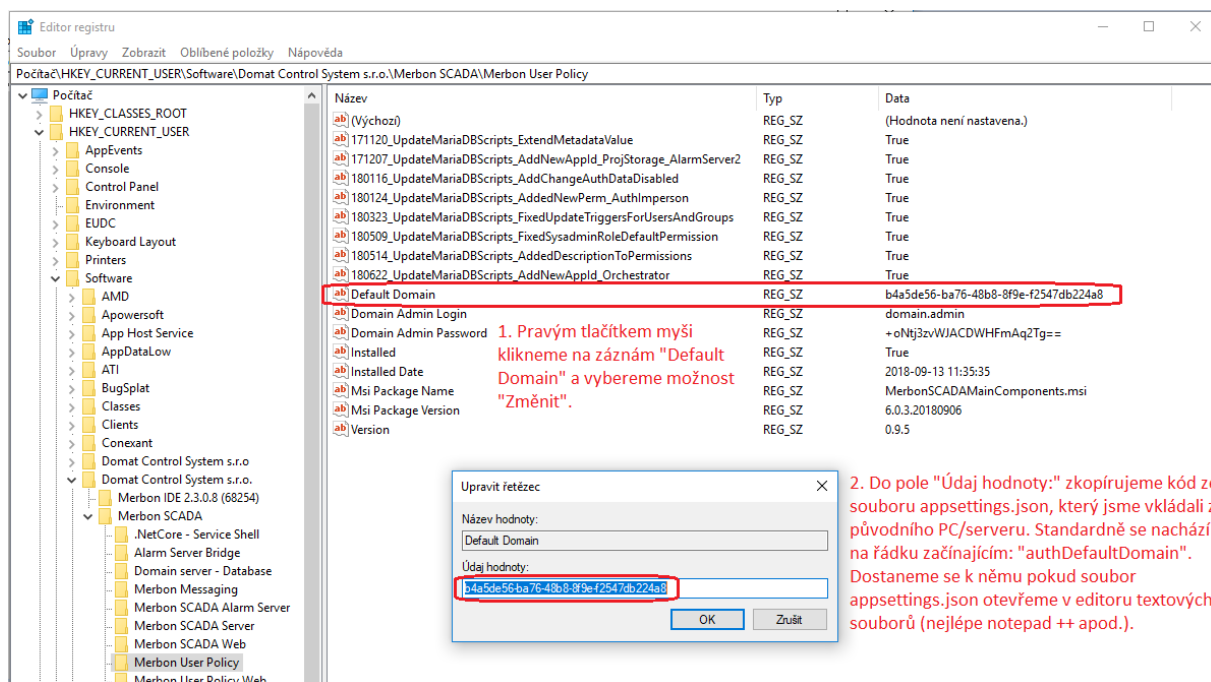 Editor registru
Soubor Úpravy Zobrazit Oblíbené položky Nápověda
Počítač\HKEY_CURRENT_USER\Software\Domat Control System s.r.o.\Merbon SCADA\Merbon User Policy
Počítač
HKEY_CLASSES_ROOT
HKEY_CURRENT_USER
AppEvents
Console
Control Panel
Environment
EUDC
Keyboard Layout
Printers
Software
AMD
Apowersoft
App Host Service
AppDataLow
ATI
BugSplat
Classes
Clients
Conexant
Domat Control System s.r.o
Domat Control System s.r.o.
Merbon IDE 2.3.0.8 (68254)
Merbon SCADA
.NetCore - Service Shell
Alarm Server Bridge
Domain server - Database
Merbon Messaging
Merbon SCADA Alarm Server
Merbon SCADA Server
Merbon SCADA Web
Merbon User Policy
Merbon User Policy Web
Název Typ Data
(Výchozí) REG_SZ (Hodnota není nastavena.)
171120_UpdateMariaDBScripts_ExtendMetadataValue REG_SZ True
171207_UpdateMariaDBScripts_AddNewAppId_ProjStorage_AlarmServer2 REG_SZ True
180116_UpdateMariaDBScripts_AddChangeAuthDataDisabled REG_SZ True
180124_UpdateMariaDBScripts_AddedNewPerm_AuthImperson REG_SZ True
180323_UpdateMariaDBScripts_FixedUpdateTriggersForUsersAndGroups REG_SZ True
180509_UpdateMariaDBScripts_FixedSysadminRoleDefaultPermission REG_SZ True
180514_UpdateMariaDBScripts_AddedDescriptionToPermissions REG_SZ True
180622_UpdateMariaDBScripts_AddNewAppId_Orchestrator REG_SZ True
Default Domain REG_SZ b4a5de56-ba76-48b8-8f9e-f2547db224a8
Domain Admin Login REG_SZ domain.admin
Domain Admin Password REG_SZ +oNtj3zvWJACDWHFmAq2Tg==
Installed REG_SZ True
Installed Date REG_SZ 2018-09-13 11:35:35
Msi Package Name REG_SZ MerbonSCADAMainComponents.msi
Msi Package Version REG_SZ 6.0.3.20180906
Version REG_SZ 0.9.5
1. Pravým tlačítkem myši
klikneme na záznám "Default
Domain" a vybereme možnost
"Změnit".
Upravit řetězec
Název hodnoty:
Default Domain
Údaj hodnoty:
b4a5de56-ba76-48b8-8f9e-f2547db224a8
OK Zrušit
2. Do pole "Údaj hodnoty:" zkopírujeme kód ze
souboru appsettings.json, který jsme vkládali z
původního PC/serveru. Standardně se nachází
na řádku začínajícím: "authDefaultDomain".
Dostaneme se k němu pokud soubor
appsettings.json otevřeme v editoru textových
souborů (nejlépe notepad ++ apod.).